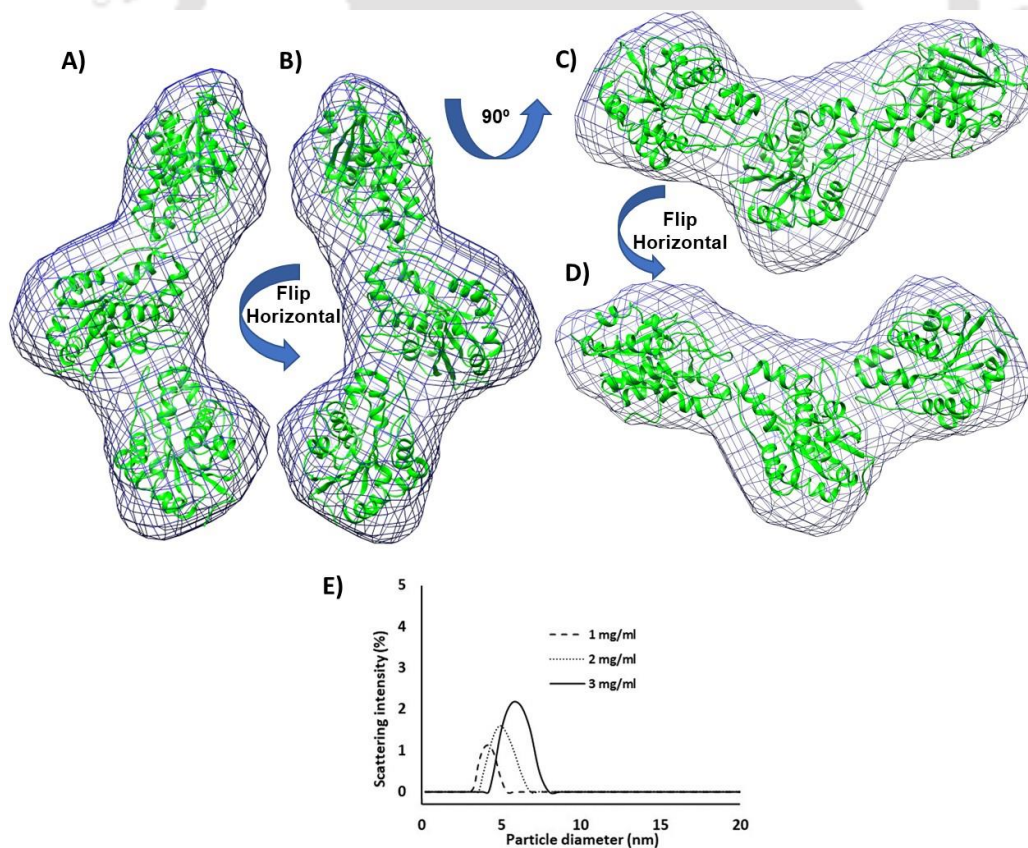 A)
B)
90º
C)
Flip
Horizontal
Flip
Horizontal
D)
E)
5
4
3
2
1
0
Scattering intensity (%)
1 mg/ml
2 mg/ml
3 mg/ml
0
5
10
15
20
Particle diameter (nm)